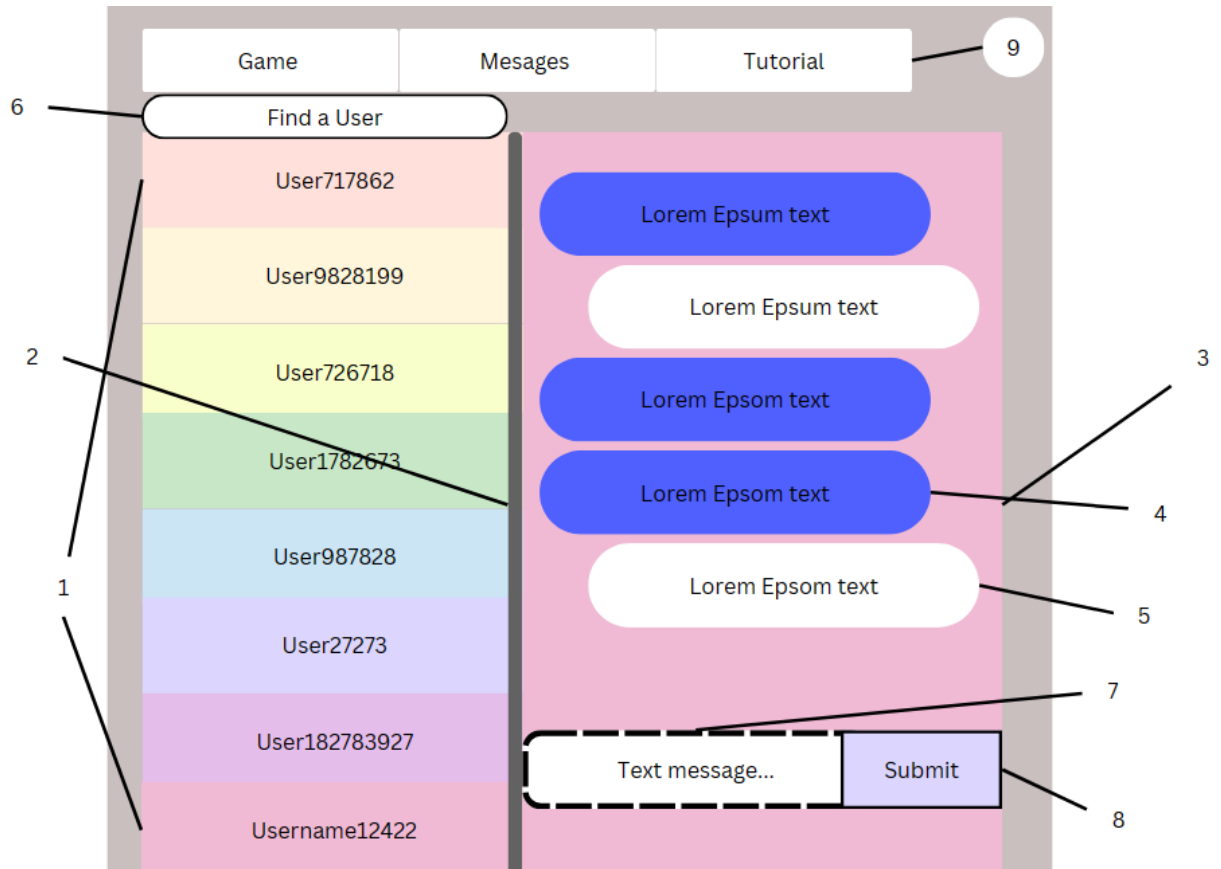 Game
Mesages
Tutorial
9
6
Find a User
User717862
User9828199
User726718
User1782673
User987828
User27273
User182783927
Username12422
2
1
Lorem Epsum text
Lorem Epsum text
Lorem Epsom text
Lorem Epsom text
Lorem Epsom text
3
4
5
7
Text message...
Submit
8